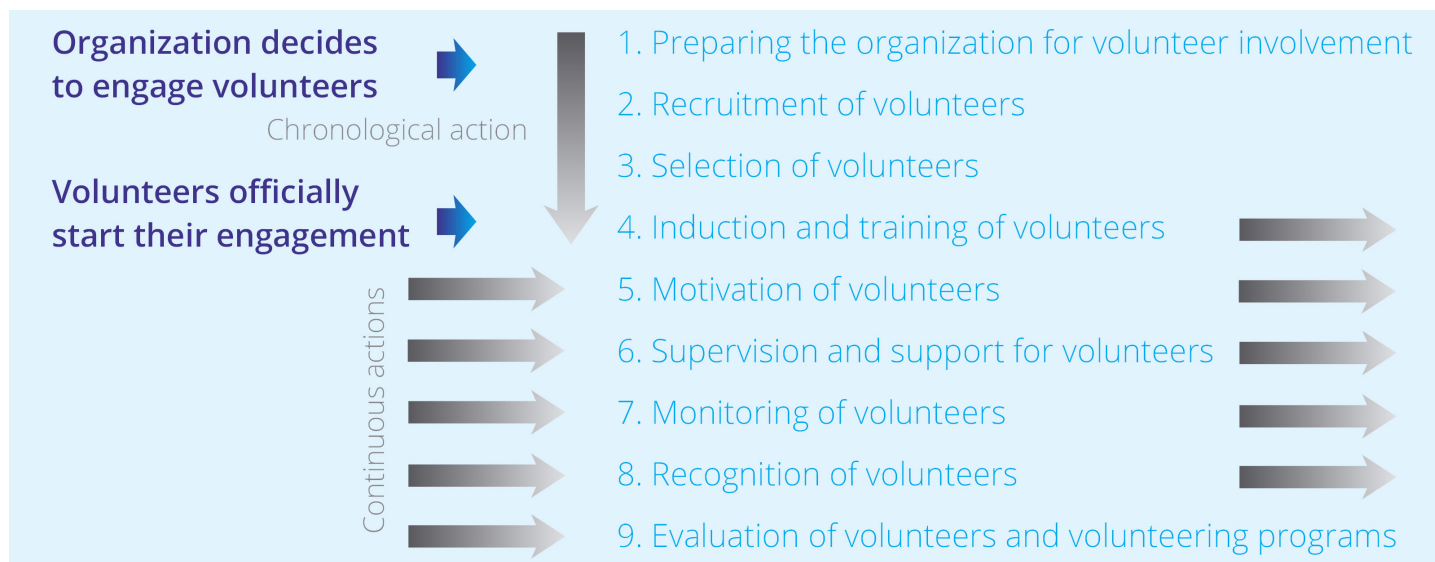 Organization decides
to engage volunteers
Chronological action
Volunteers officially
start their engagement
Continuous actions
1. Preparing the organization for volunteer involvement
2. Recruitment of volunteers
3. Selection of volunteers
4. Induction and training of volunteers
5. Motivation of volunteers
6. Supervision and support for volunteers
7. Monitoring of volunteers
8. Recognition of volunteers
9. Evaluation of volunteers and volunteering programs